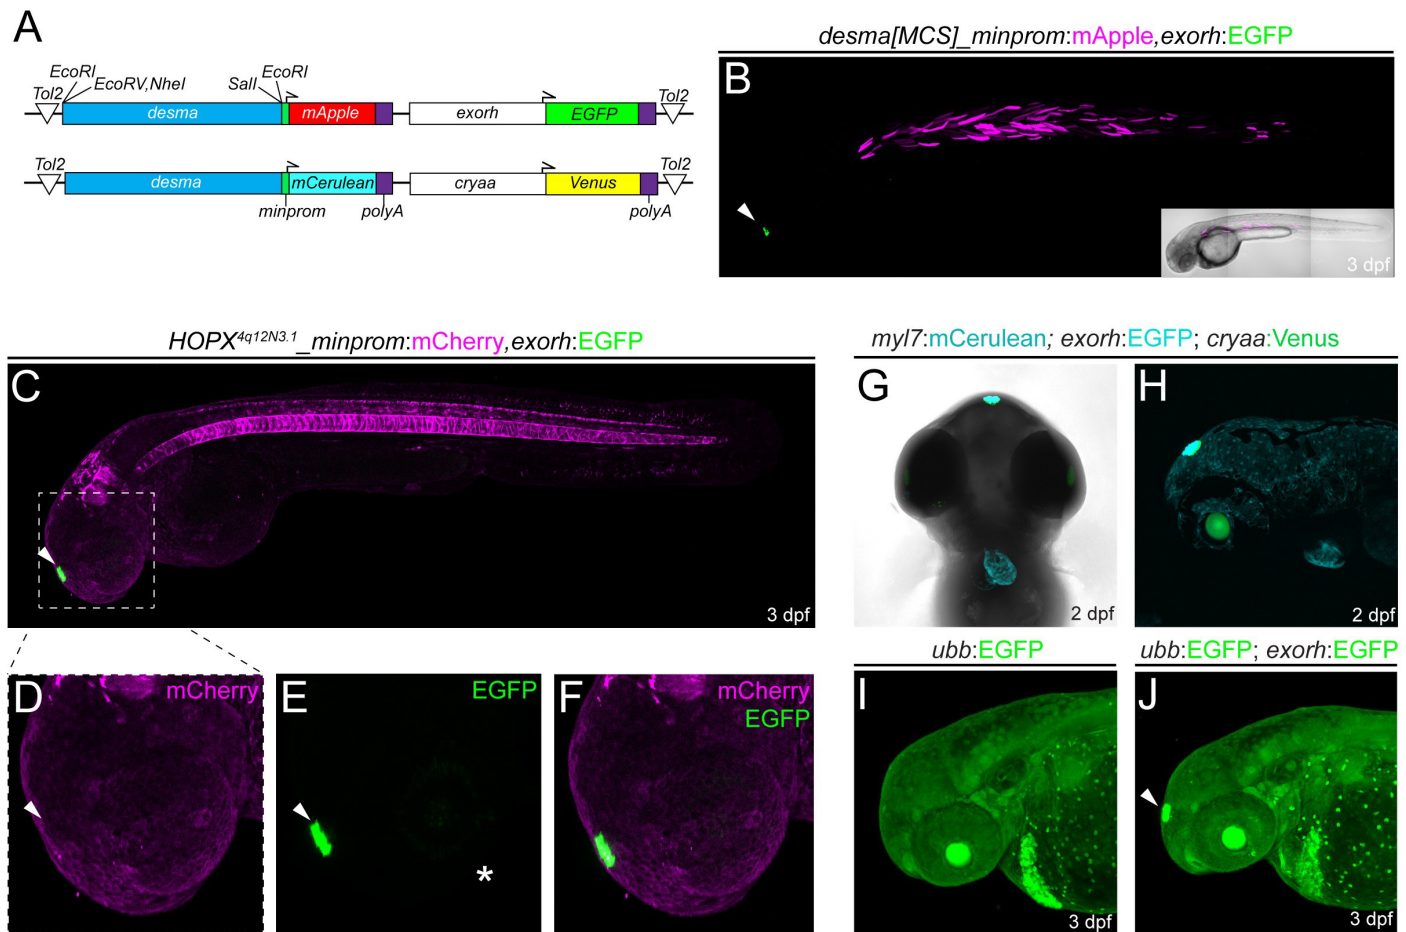 A
EcoRI
EcoRI
Tol2
EcoRV,NheI
SalI
Tol2
desma
mApple
exorh
EGFP
Tol2
Tol2
desma
mCerulean
cryaa
Venus
minprom
polyA
polyA
desma[MCS]_minprom:mApple,exorh:EGFP
B
3 dpf
HOPX4q12N3.1_minprom:mCherry,exorh:EGFP
C
3 dpf
D
mCherry
E
EGFP
*
F
mCherry
EGFP
myl7:mCerulean; exorh:EGFP; cryaa:Venus
G
2 dpf
H
2 dpf
ubb:EGFP
I
3 dpf
ubb:EGFP; exorh:EGFP
J
3 dpf